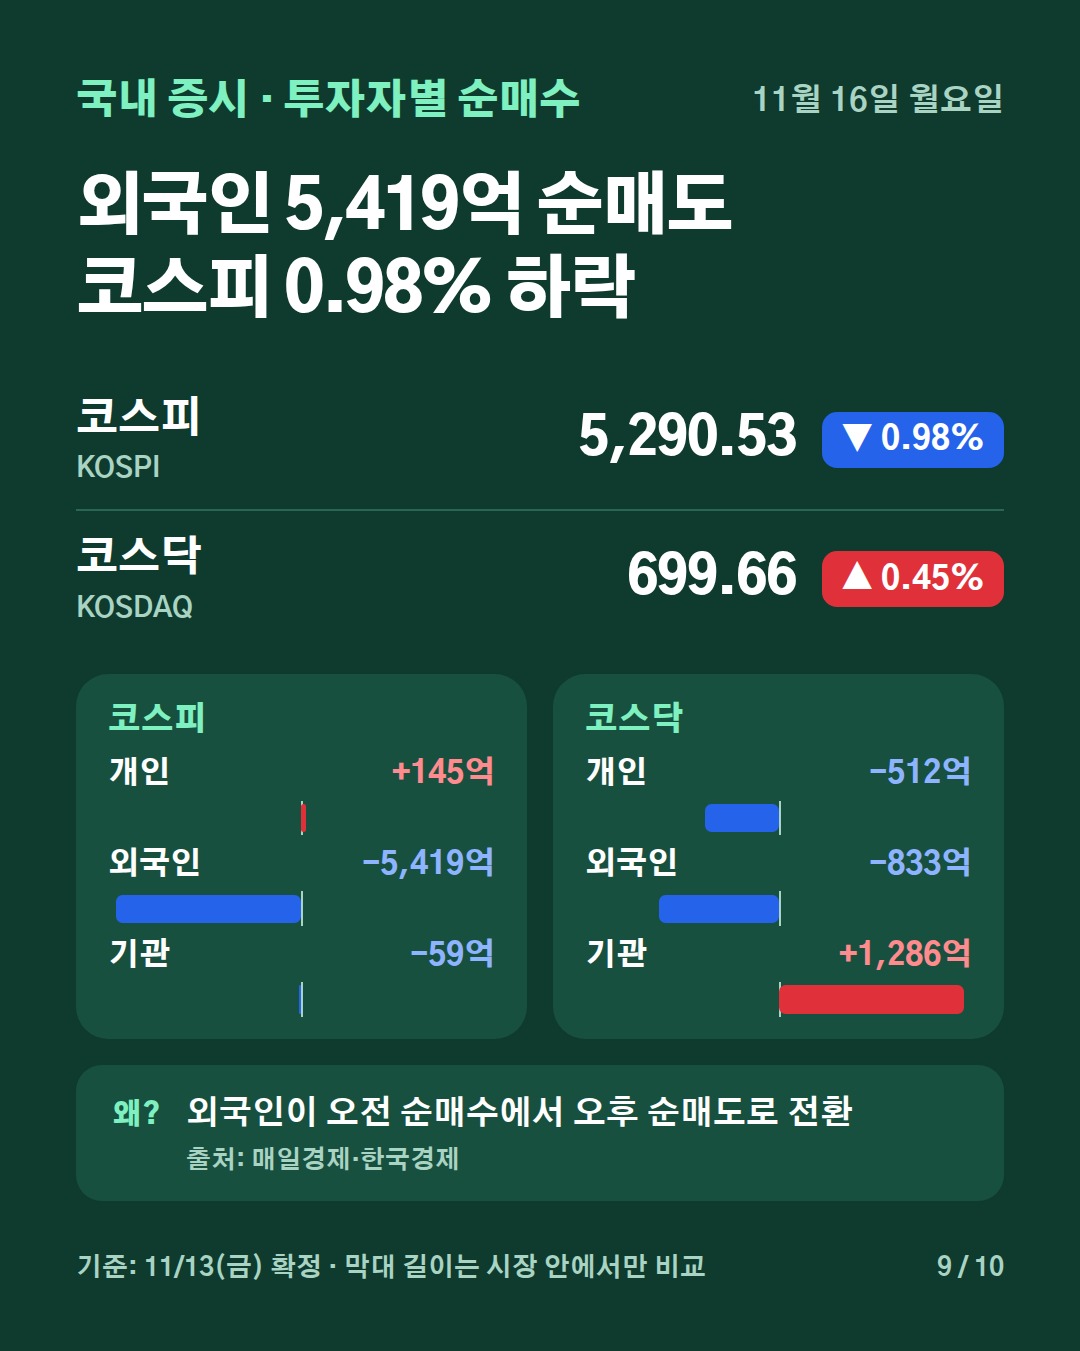 국내 증시 · 투자자별 순매수
11월 16일 월요일
외국인 5,419억 순매도
코스피 0.98% 하락
코스피
KOSPI
5,290.53
▼ 0.98%
코스닥
KOSDAQ
699.66
▲ 0.45%
코스피
개인 +145억
외국인 −5,419억
기관 −59억
코스닥
개인 −512억
외국인 −833억
기관 +1,286억
왜? 외국인이 오전 순매수에서 오후 순매도로 전환
출처: 매일경제·한국경제
기준: 11/13(금) 확정 · 막대 길이는 시장 안에서만 비교
9 / 10